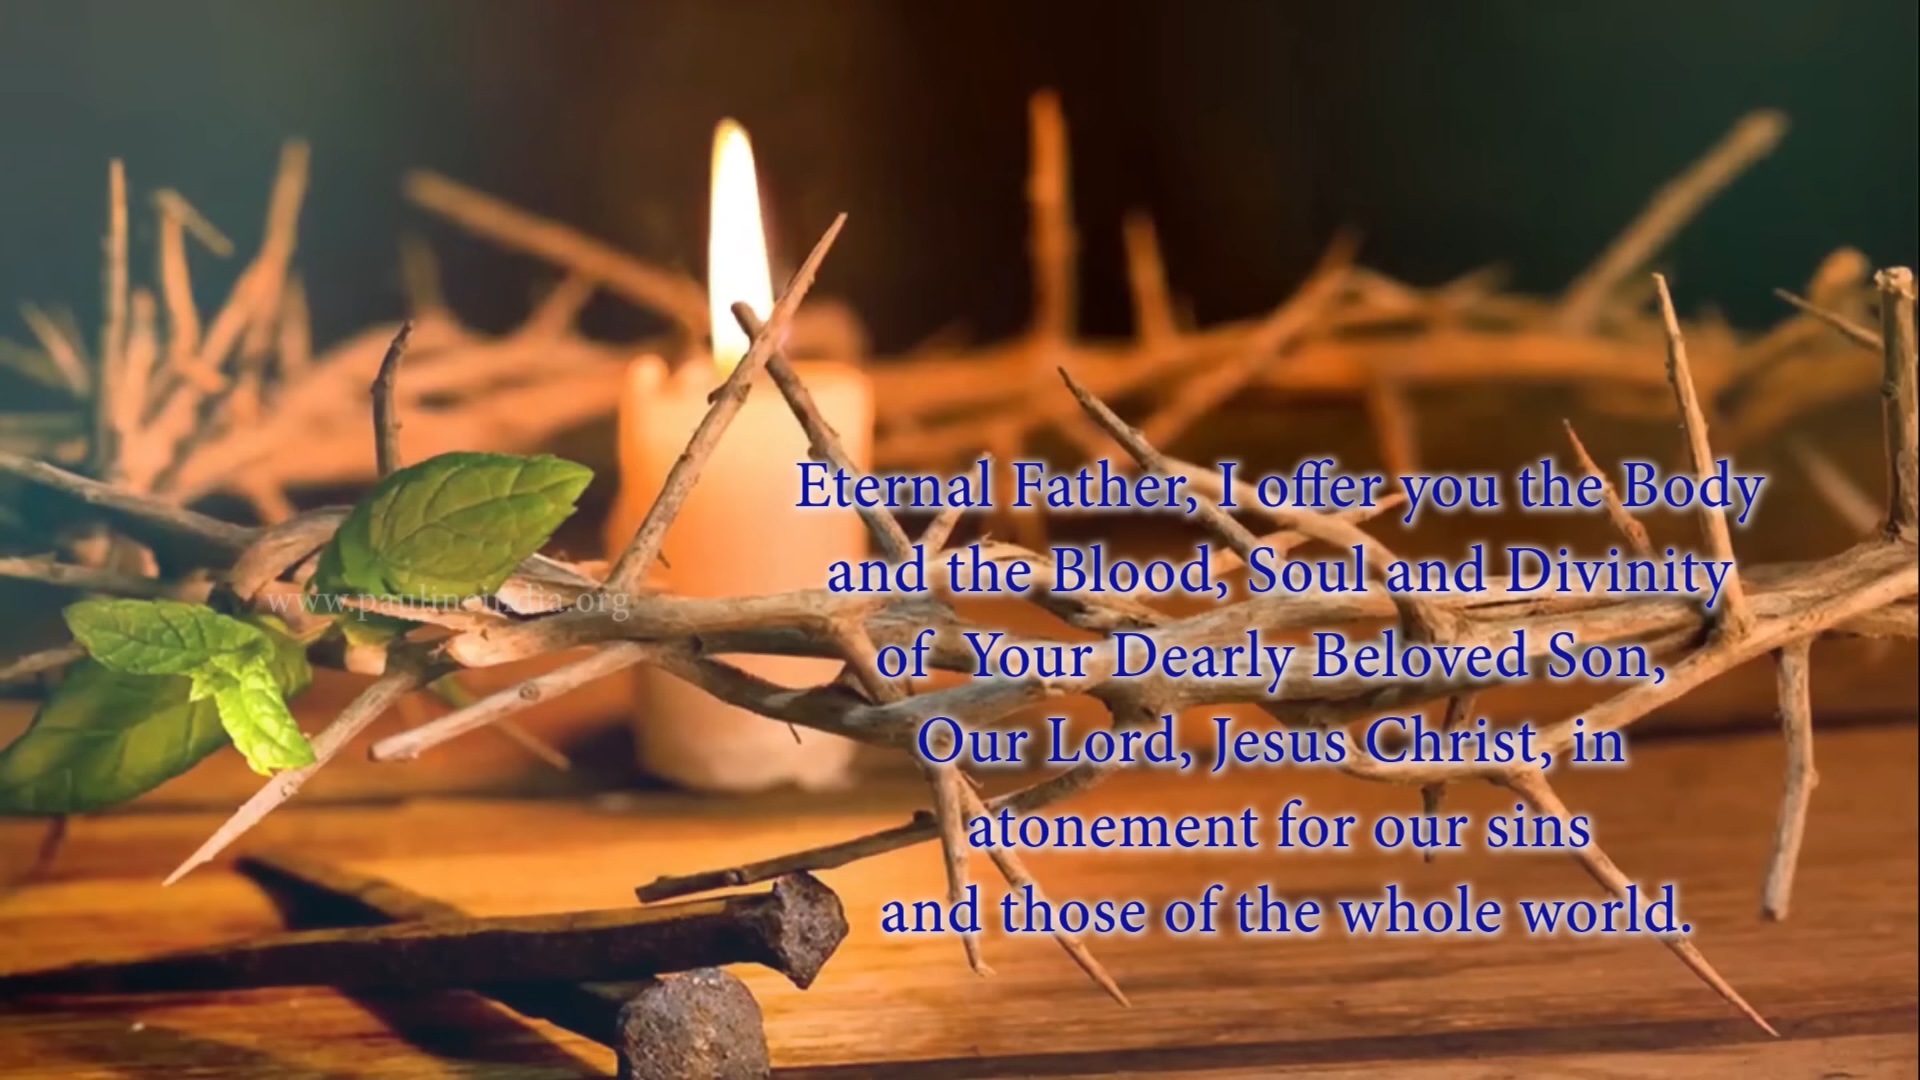 Eternal Father, I offer you the Body
and the Blood, Soul and Divinity
of  Your Dearly Beloved Son,
Our Lord, Jesus Christ, in
atonement for our sins
and those of the whole world.
www.paulineindia.org